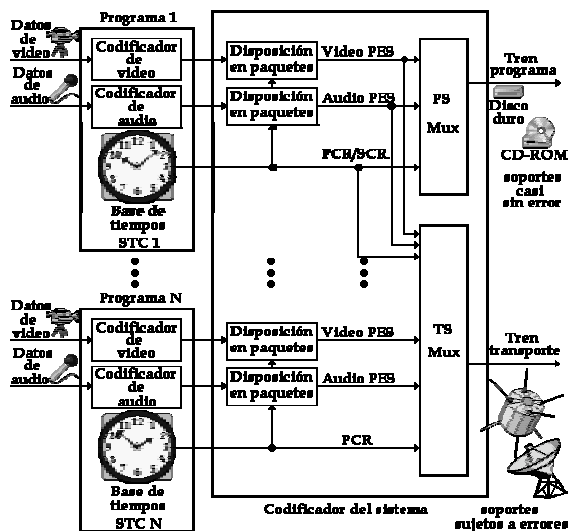 Programa 1
Datos
de
video
Datos
de
audio
Codificador
de
video
Codificador
de
audio
Base de
tiempos
STC 1
Disposición
en paquetes
Video PES
Disposición
en paquetes
Audio PES
PCR/SCR
PS
Mux
Tren
programa
Disco
duro
CD-ROM
soportes
casi
sin error
Programa N
Datos
de
video
Datos
de
audio
Codificador
de
video
Codificador
de
audio
Base de
tiempos
STC N
Disposición
en paquetes
Video PES
Disposición
en paquetes
Audio PES
PCR
TS
Mux
Tren
transporte
Codificador del sistema
soportes
sujetos a errores